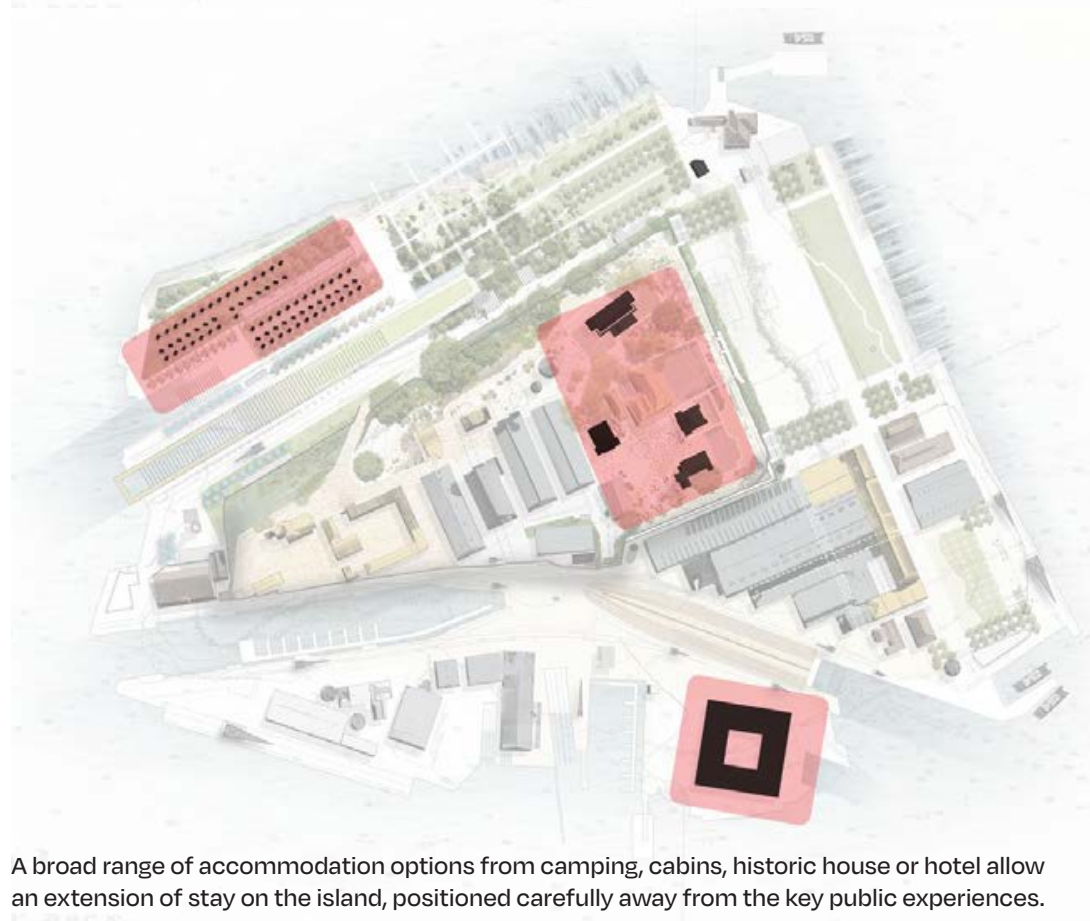 A broad range of accommodation options from camping, cabins, historic house or hotel allow
an extension of stay on the island, positioned carefully away from the key public experiences.